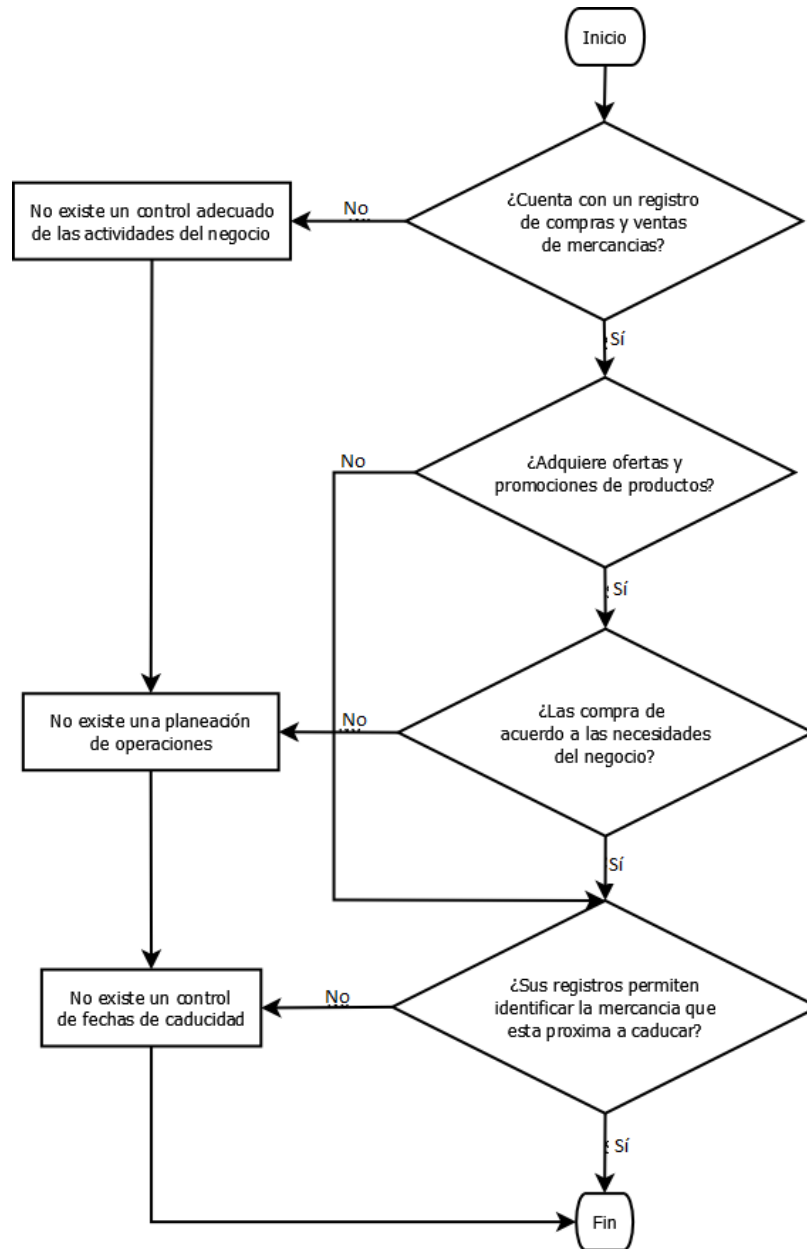 Inicio
¿Cuenta con un registro
de compras y ventas
de mercancias?
No
No existe un control adecuado
de las actividades del negocio
Sí
¿Adquiere ofertas y
promociones de productos?
No
Sí
¿Las compra de
acuerdo a las necesidades
del negocio?
No
No existe una planeación
de operaciones
Sí
¿Sus registros permiten
identificar la mercancia que
esta proxima a caducar?
No
No existe un control
de fechas de caducidad
Sí
Fin